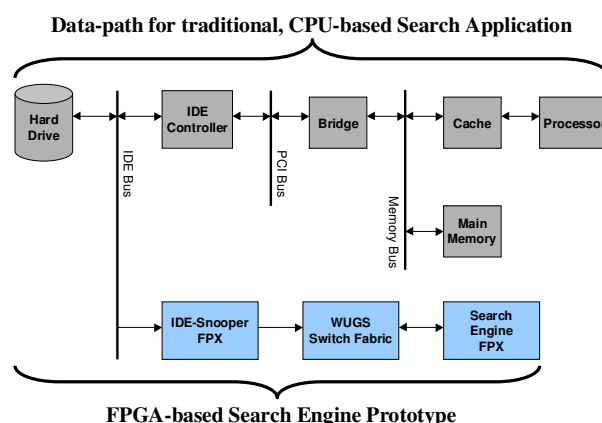 Data-path for traditional, CPU-based Search Application
Hard
Drive
IDE
Controller
Bridge
Cache
Processor
IDE Bus
PCI Bus
Memory Bus
Main
Memory
IDE-Snooper
FPX
WUGS
Switch Fabric
Search
Engine
FPX
FPGA-based Search Engine Prototype